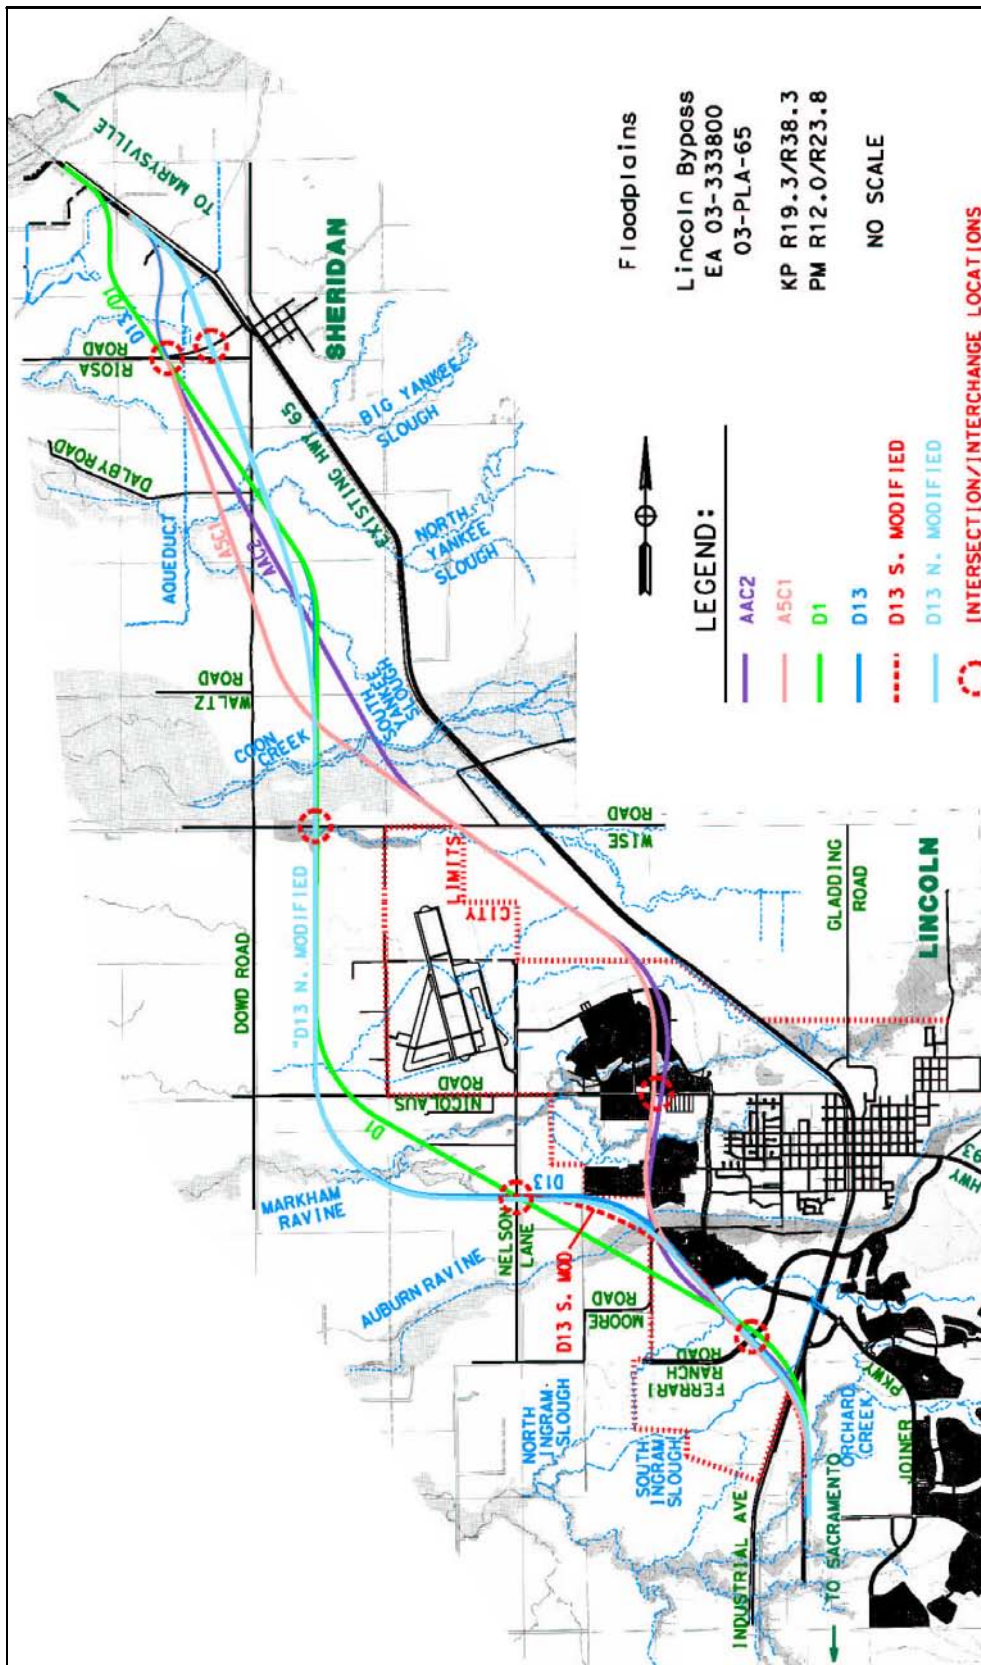 Floodplains
Lincoln Bypass
EA 03-333800
03-PLA-65
KP R19.3/R38.3
PM R12.0/R23.8
NO SCALE
LEGEND:
AAC2
A5C1
D1
D13
D13 S. MODIFIED
D13 N. MODIFIED
INTERSECTION/INTERCHANGE LOCATIONS
TO MARYSVILLE
SHERIDAN
D13/D1
RIOSA
ROAD
DALBY ROAD
AQUEDUCT
A5C1
AAC2
EXISTING HWY 65
BIG YANKEE
SLOUGH
NORTH
YANKEE
SLOUGH
SOUTH
YANKEE
SLOUGH
WALTZ
ROAD
COON
CREEK
WISE
ROAD
CITY
LIMITS
"D13 N. MODIFIED
DOWD ROAD
GLADDING
ROAD
LINCOLN
NICOLAUS
ROAD
D1
D13
MARKHAM
RAVINE
NELSON
LANE
AUBURN RAVINE
D13 S. MOD
MOORE
ROAD
FERRARI
RANCH
ROAD
NORTH
INGRAM
SLOUGH
SOUTH
INGRAM
SLOUGH
INDUSTRIAL AVE
ORCHARD
CREEK
JOINER
PKWY
HWY
93
TO SACRAMENTO